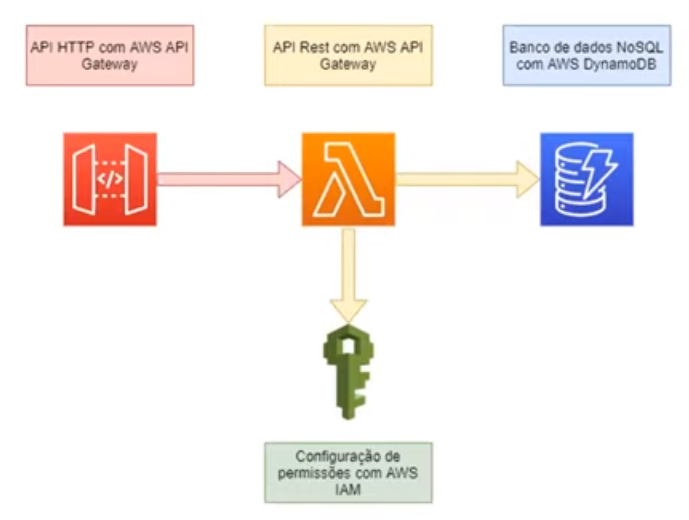 API HTTP com AWS API
Gateway
API Rest com AWS API
Gateway
Banco de dados NoSQL
com AWS DynamoDB
</>
Configuração de
permissões com AWS
IAM